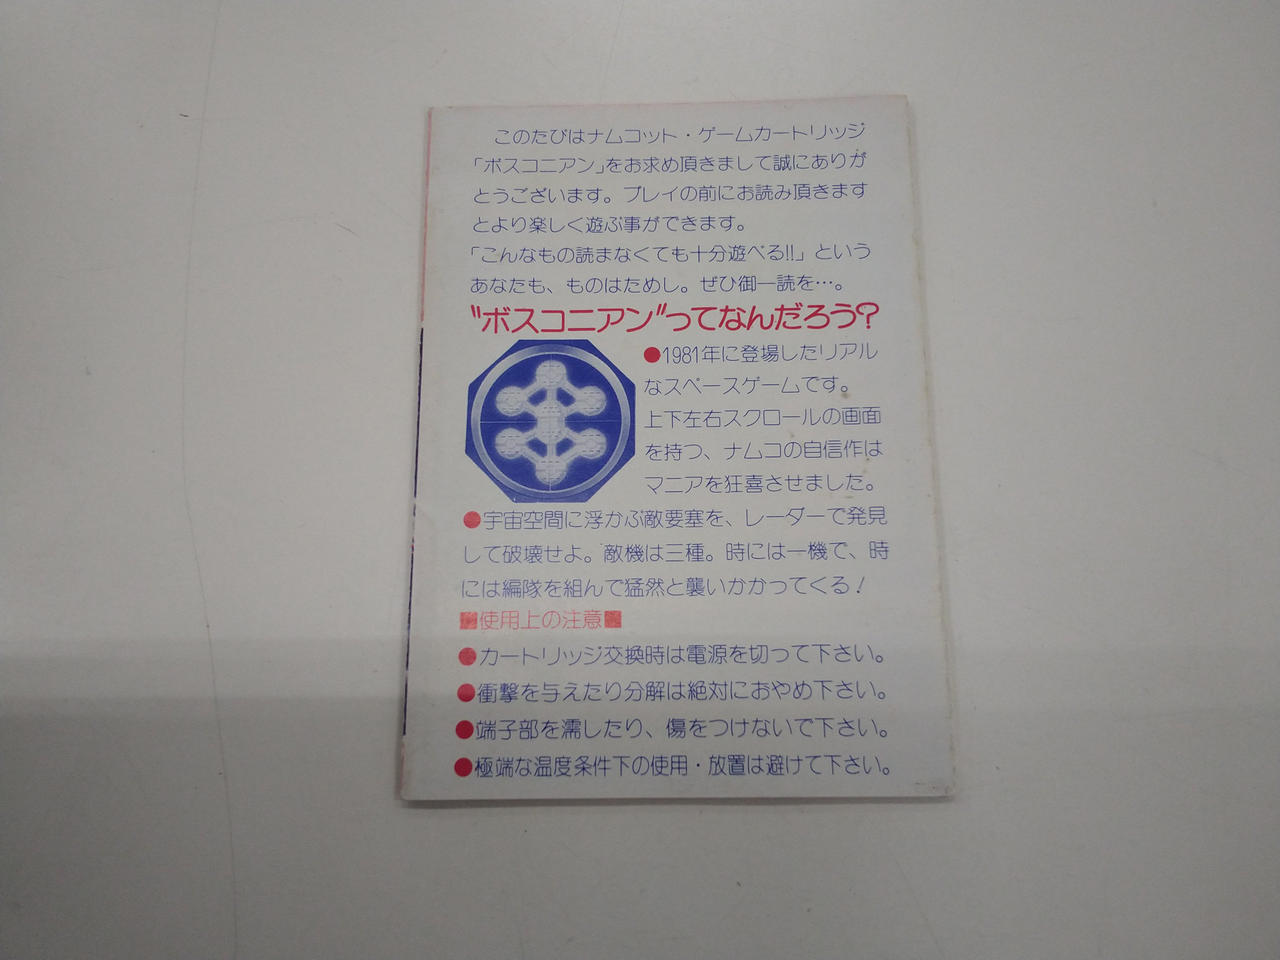 このたびはナムコット・ゲームカートリッジ
「ボスコニアン」をお求め頂きまして誠にありが
とうございます。プレイの前にお読み頂きます
とより楽しく遊ぶ事ができます。
「こんなもの読まなくても十分遊べる!!」という
あなたも、ものはためし。ぜひ御一読を…。
"ボスコニアン"ってなんだろう?
●1981年に登場したリアル
なスペースゲームです。
上下左右スクロールの画面
を持つ、ナムコの自信作は
マニアを狂喜させました。
●宇宙空間に浮かぶ敵要塞を、レーダーで発見
して破壊せよ。敵機は三種。時には一機で、時
には編隊を組んで猛然と襲いかかってくる!
■使用上の注意■
●カートリッジ交換時は電源を切って下さい。
●衝撃を与えたり分解は絶対におやめ下さい。
●端子部を濡したり、傷をつけないで下さい。
●極端な温度条件下の使用・放置は避けて下さい。